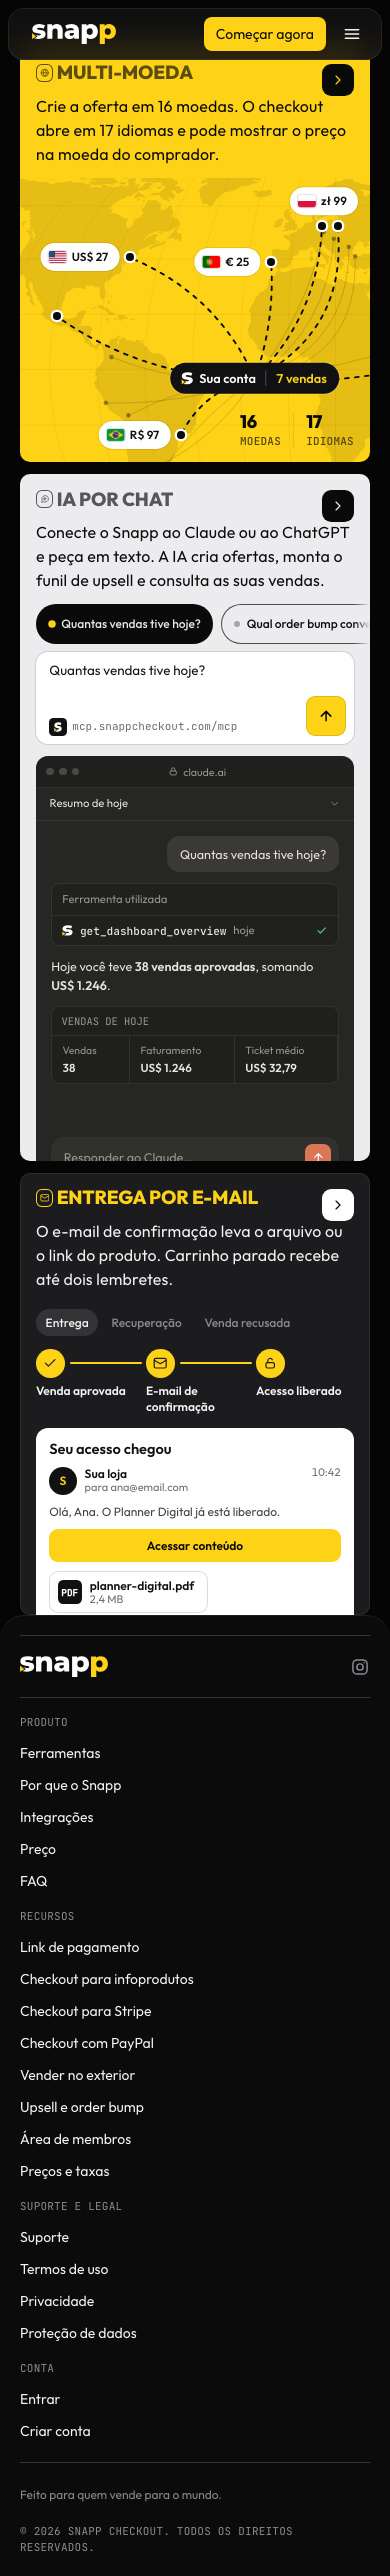 snapp
Começar agora
MULTI-MOEDA
Crie a oferta em 16 moedas. O checkout
abre em 17 idiomas e pode mostrar o preço
na moeda do comprador.
zł 99
US$ 27
€ 25
Sua conta
7 vendas
R$ 97
16
MOEDAS
17
IDIOMAS
IA POR CHAT
Conecte o Snapp ao Claude ou ao ChatGPT
e peça em texto. A IA cria ofertas, monta o
funil de upsell e consulta as suas vendas.
Quantas vendas tive hoje?
Qual order bump conve
Quantas vendas tive hoje?
mcp.snappcheckout.com/mcp
claude.ai
Resumo de hoje
Quantas vendas tive hoje?
Ferramenta utilizada
get_dashboard_overview hoje
Hoje você teve 38 vendas aprovadas, somando
US$ 1.246.
VENDAS DE HOJE
Vendas
38
Faturamento
US$ 1.246
Ticket médio
US$ 32,79
Responder ao Claude...
ENTREGA POR E-MAIL
O e-mail de confirmação leva o arquivo ou
o link do produto. Carrinho parado recebe
até dois lembretes.
Entrega
Recuperação
Venda recusada
Venda aprovada
E-mail de
confirmação
Acesso liberado
Seu acesso chegou
S
Sua loja
para ana@email.com
10:42
Olá, Ana. O Planner Digital já está liberado.
Acessar conteúdo
PDF
planner-digital.pdf
2,4 MB
snapp
PRODUTO
Ferramentas
Por que o Snapp
Integrações
Preço
FAQ
RECURSOS
Link de pagamento
Checkout para infoprodutos
Checkout para Stripe
Checkout com PayPal
Vender no exterior
Upsell e order bump
Área de membros
Preços e taxas
SUPORTE E LEGAL
Suporte
Termos de uso
Privacidade
Proteção de dados
CONTA
Entrar
Criar conta
Feito para quem vende para o mundo.
© 2026 SNAPP CHECKOUT. TODOS OS DIREITOS
RESERVADOS.